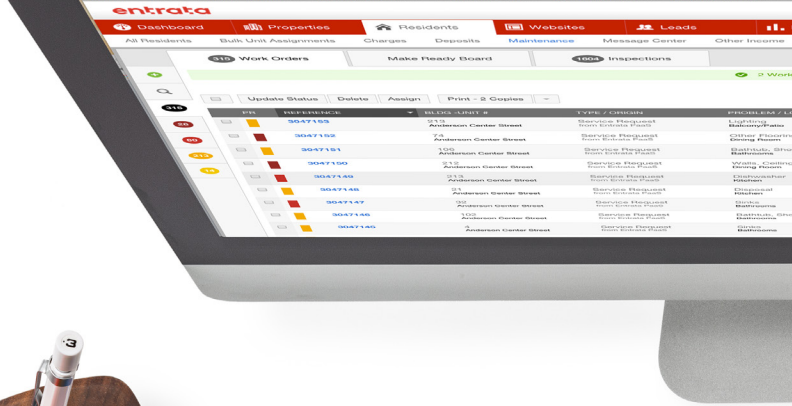 entrata
Dashboard Properties Residents Websites Leads
All Residents Bulk Unit Assignments Charges Deposits Maintenance Message Center Other Income
315 Work Orders Make Ready Board 1604 Inspections
2 Work
Update Status Delete Assign Print - 2 Copies
316
PR REFERENCE BLDG -UNIT # TYPE / ORIGIN PROBLEM / L
3047153 213 Service Request Lighting
Anderson Center Street from Entrata PaaS Balcony/Patio
3047152 74 Service Request Other Flooring
Anderson Center Street from Entrata PaaS Dining Room
3047151 105 Service Request Bathtub, Sho
Anderson Center Street from Entrata PaaS Bathrooms
3047150 212 Service Request Walls, Ceiling
Anderson Center Street from Entrata PaaS Dining Room
3047149 213 Service Request Dishwasher
Anderson Center Street from Entrata PaaS Kitchen
3047148 21 Service Request Disposal
Anderson Center Street from Entrata PaaS Kitchen
3047147 32 Service Request Sinks
Anderson Center Street from Entrata PaaS Bathrooms
3047146 102 Service Request Bathtub, Sho
Anderson Center Street from Entrata PaaS Bathrooms
3047145 4 Service Request Sinks
Anderson Center Street from Entrata PaaS Bathrooms